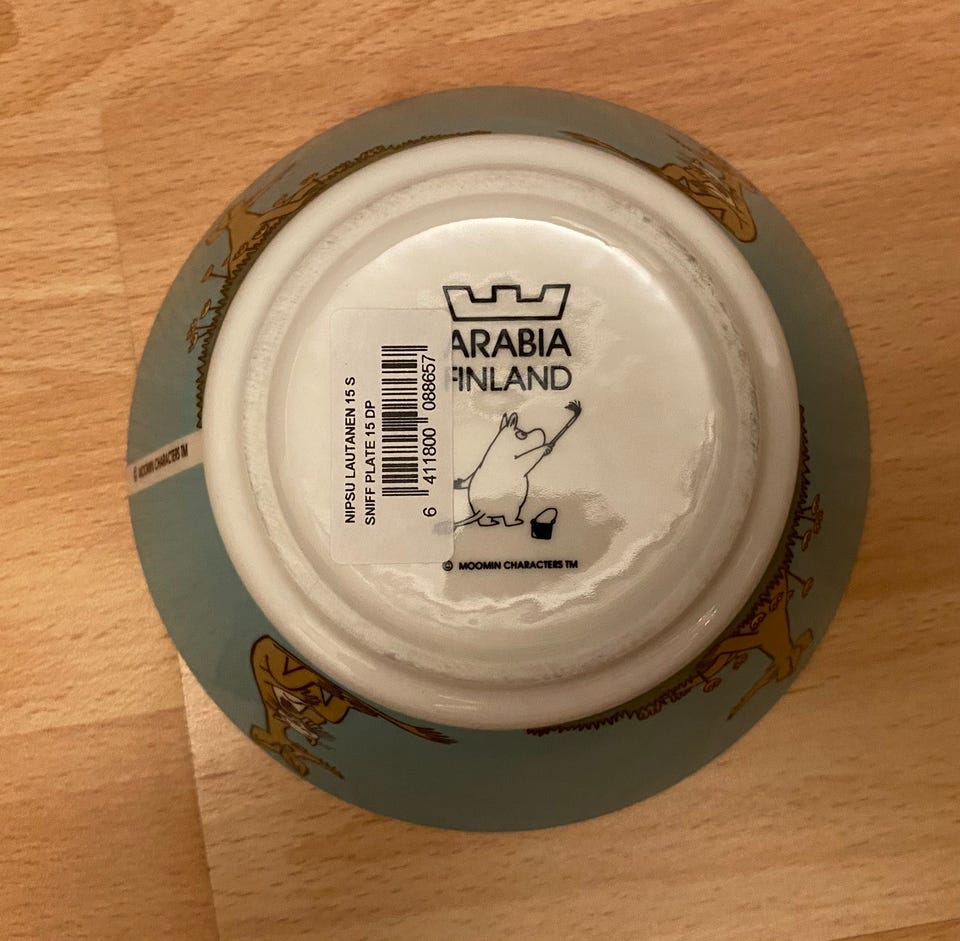 ARABIA
FINLAND
© MOOMIN CHARACTERS TM
NIPSU LAUTANEN 15 S
SNIFF PLATE 15 DP
6 411800 088657
© MOOMIN CHARACTERS TM